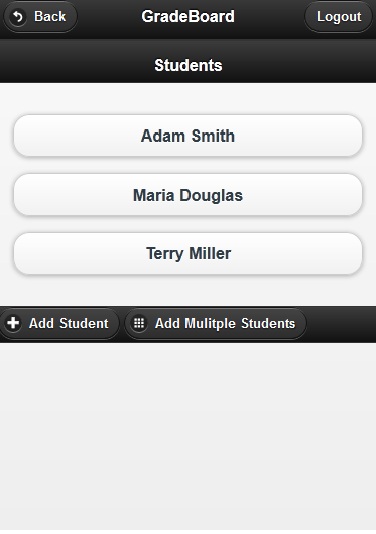 Back GradeBoard Logout
Students
Adam Smith
Maria Douglas
Terry Miller
Add Student Add Mulitple Students